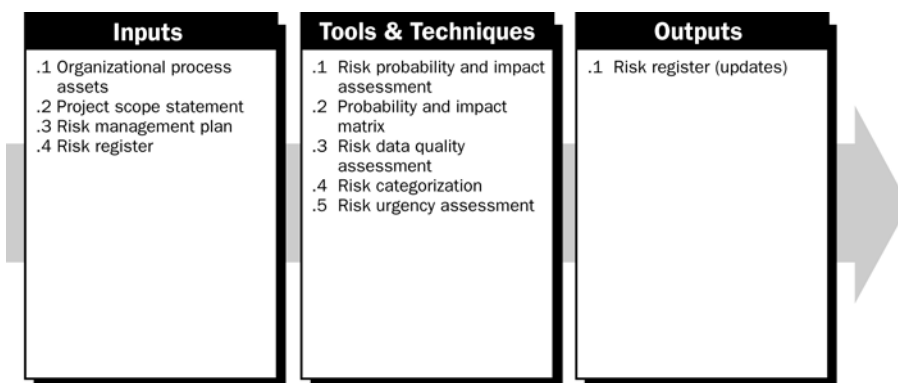 Inputs
.1 Organizational process
assets
.2 Project scope statement
.3 Risk management plan
.4 Risk register
Tools & Techniques
.1 Risk probability and impact
assessment
.2 Probability and impact
matrix
.3 Risk data quality
assessment
.4 Risk categorization
.5 Risk urgency assessment
Outputs
.1 Risk register (updates)